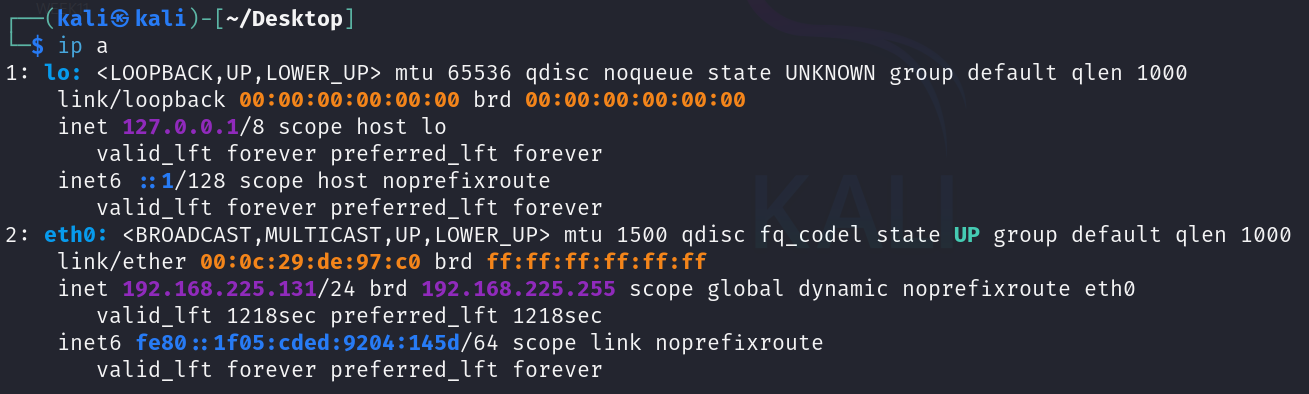 ┌──(kali㉿kali)-[~/Desktop]
└─$ ip a
1: lo: <LOOPBACK,UP,LOWER_UP> mtu 65536 qdisc noqueue state UNKNOWN group default qlen 1000
    link/loopback 00:00:00:00:00:00 brd 00:00:00:00:00:00
    inet 127.0.0.1/8 scope host lo
       valid_lft forever preferred_lft forever
    inet6 ::1/128 scope host noprefixroute
       valid_lft forever preferred_lft forever
2: eth0: <BROADCAST,MULTICAST,UP,LOWER_UP> mtu 1500 qdisc fq_codel state UP group default qlen 1000
    link/ether 00:0c:29:de:97:c0 brd ff:ff:ff:ff:ff:ff
    inet 192.168.225.131/24 brd 192.168.225.255 scope global dynamic noprefixroute eth0
       valid_lft 1218sec preferred_lft 1218sec
    inet6 fe80::1f05:cded:9204:145d/64 scope link noprefixroute
       valid_lft forever preferred_lft forever
KALI